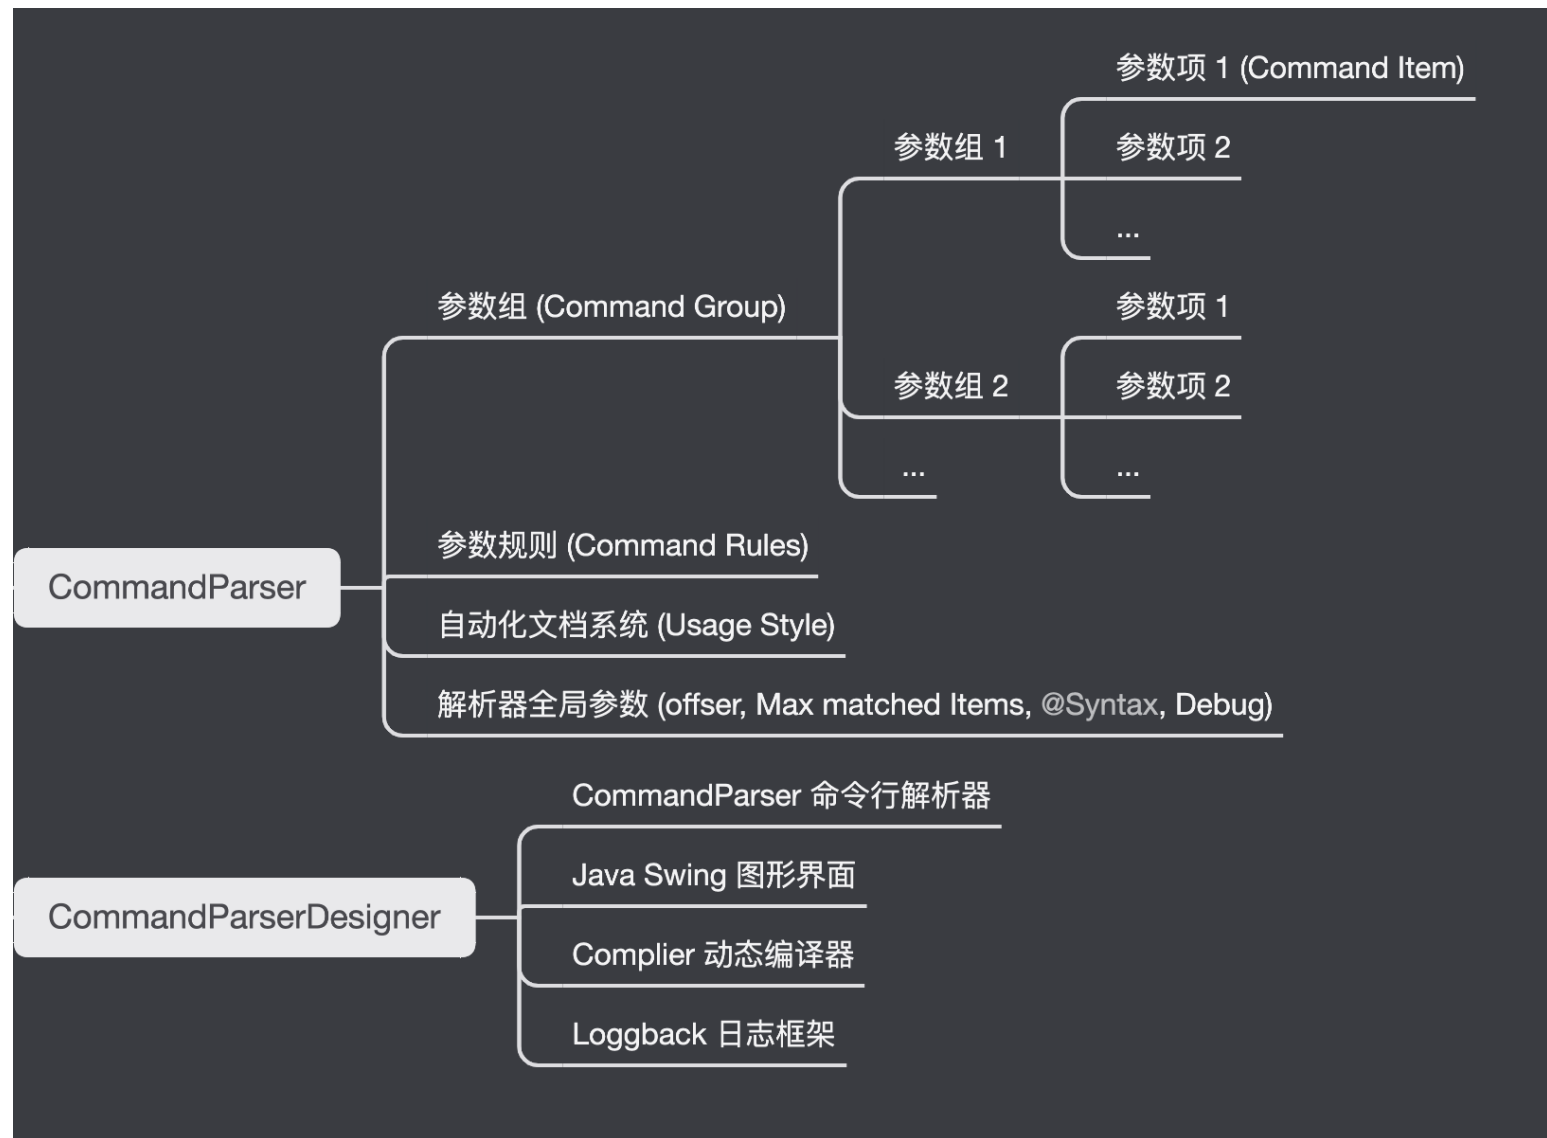 参数项 1 (Command Item)
参数组 1
参数项 2
...
参数组 (Command Group)
参数项 1
参数组 2
参数项 2
...
...
参数规则 (Command Rules)
CommandParser
自动化文档系统 (Usage Style)
解析器全局参数 (offser, Max matched Items, @Syntax, Debug)
CommandParser 命令行解析器
Java Swing 图形界面
CommandParserDesigner
Complier 动态编译器
Loggback 日志框架